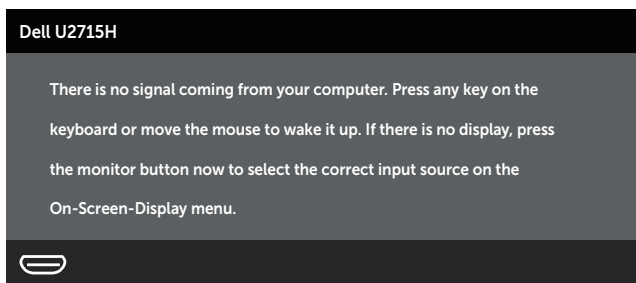 Dell U2715H
There is no signal coming from your computer. Press any key on the
keyboard or move the mouse to wake it up. If there is no display, press
the monitor button now to select the correct input source on the
On-Screen-Display menu.